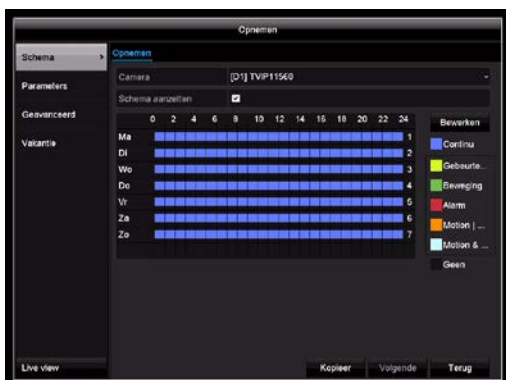 Opnemen
Schema >
Parameters
Geavanceerd
Vakantie
Live view
Opnemen
Camera [D1] TVIP11560
Schema aanzetten
0 2 4 6 8 10 12 14 16 18 20 22 24
Ma 1
Di 2
Wo 3
Do 4
Vr 5
Za 6
Zo 7
Bewerken
Continu
Gebeurte...
Beweging
Alarm
Motion | ...
Motion & ...
Geen
Kopieer Volgende Terug